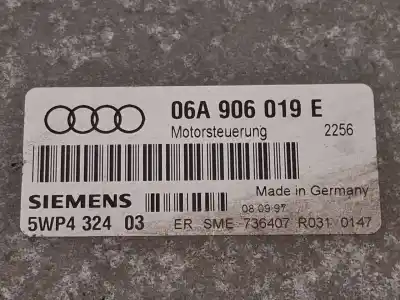 06A 906 019 E
Motorsteuerung 2256
Made in Germany
SIEMENS 08.09.97
5WP4 324 03 ER SME 736407 R031 0147